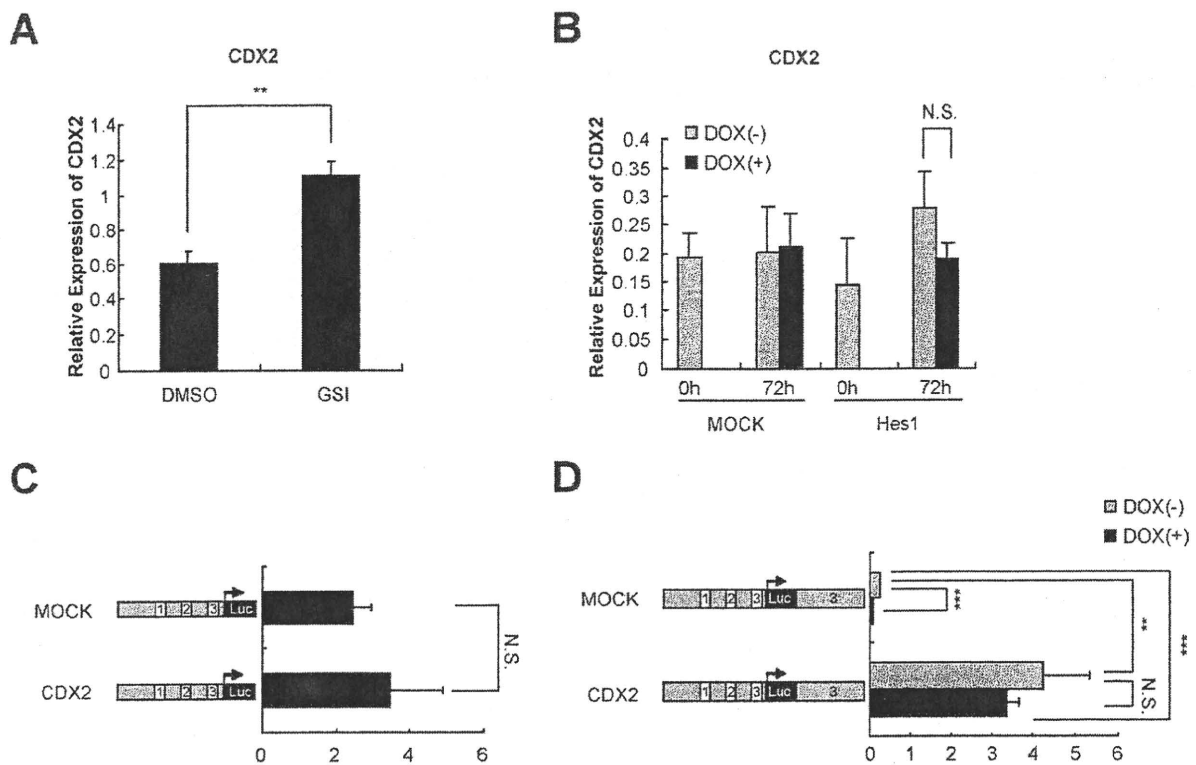 A
CDX2
**
Relative Expression of CDX2
1.4
1.2
1
0.8
0.6
0.4
0.2
0
DMSO
GSI
B
CDX2
N.S.
DOX(-)
DOX(+)
Relative Expression of CDX2
0.4
0.35
0.3
0.25
0.2
0.15
0.1
0.05
0
0h
72h
0h
72h
MOCK
Hes1
C
MOCK
1 2 3 Luc
CDX2
1 2 3 Luc
N.S.
0 2 4 6
D
DOX(-)
DOX(+)
MOCK
1 2 3 Luc 3'
CDX2
1 2 3 Luc 3'
***
**
***
N.S.
0 1 2 3 4 5 6